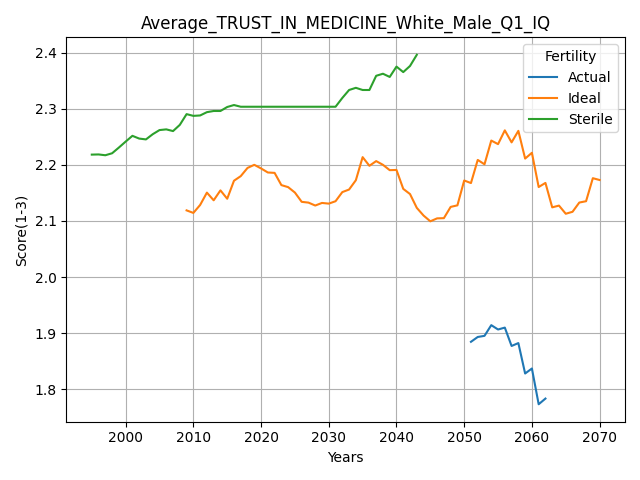 Average_TRUST_IN_MEDICINE_White_Male_Q1_IQ
Fertility
Actual
Ideal
Sterile
Score(1-3)
2.4
2.3
2.2
2.1
2.0
1.9
1.8
2000 2010 2020 2030 2040 2050 2060 2070
Years